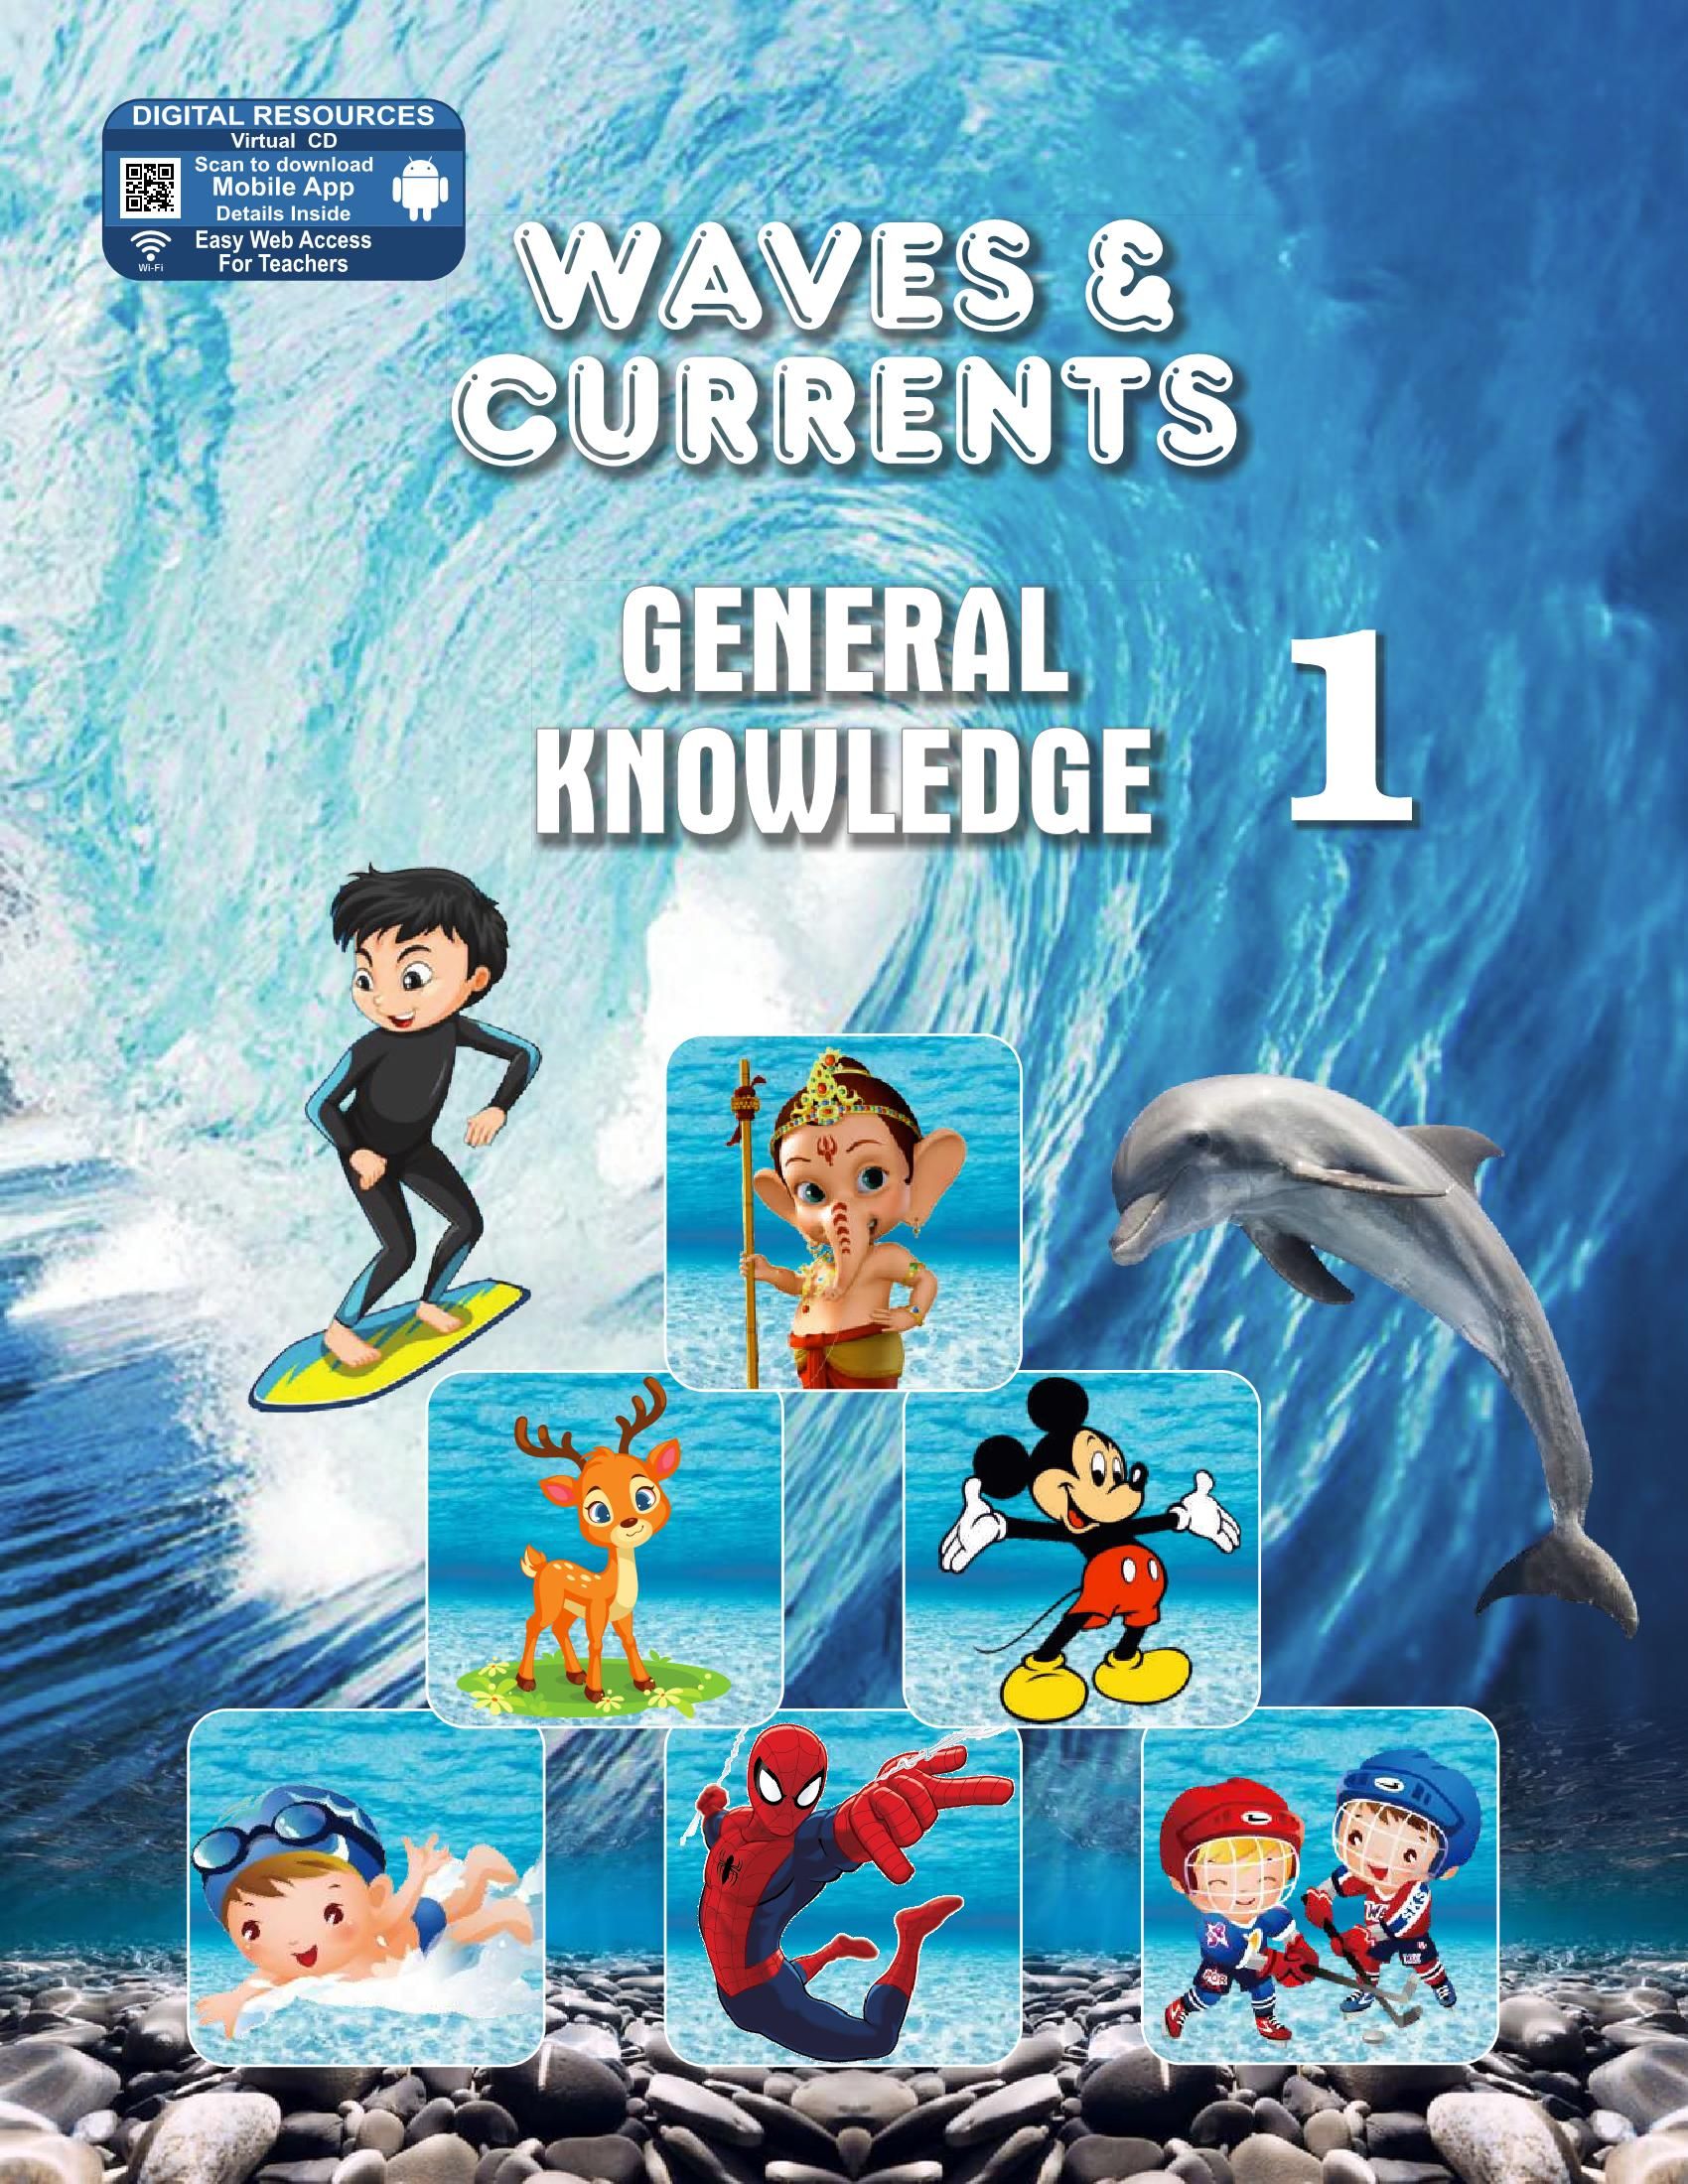 DIGITAL RESOURCES
Virtual CD
Scan to download
Mobile App
Details Inside
Wi-Fi
Easy Web Access
For Teachers
WAVES &
CURRENTS
GENERAL
KNOWLEDGE
1
SKS